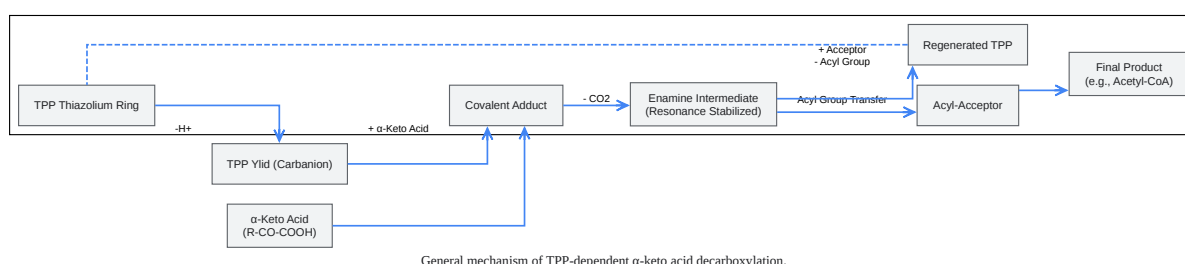 Regenerated TPP
+ Acceptor
- Acyl Group
Final Product
(e.g., Acetyl-CoA)
TPP Thiazolium Ring
Covalent Adduct
- CO2
Enamine Intermediate
(Resonance Stabilized)
Acyl Group Transfer
Acyl-Acceptor
-H+
+ α-Keto Acid
TPP Ylid (Carbanion)
α-Keto Acid
(R-CO-COOH)
General mechanism of TPP-dependent α-keto acid decarboxylation.